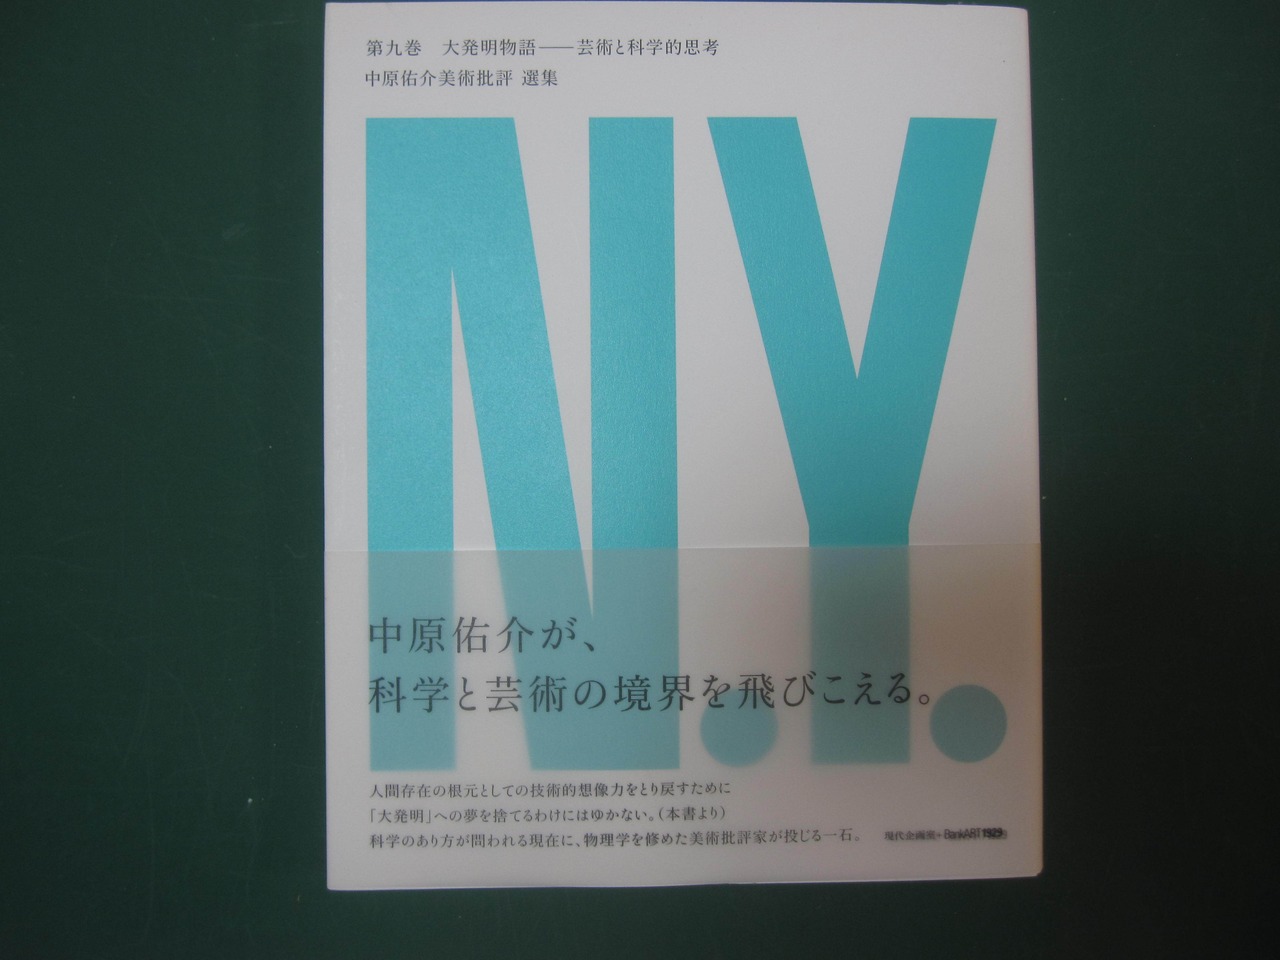 第九巻　大発明物語──芸術と科学的思考
中原佑介美術批評 選集
N.Y.
中原佑介が、
科学と芸術の境界を飛びこえる。
人間存在の根元としての技術的想像力をとり戻すために
「大発明」への夢を捨てるわけにはゆかない。(本書より)
科学のあり方が問われる現在に、物理学を修めた美術批評家が投じる一石。
現代企画室+BankART1929